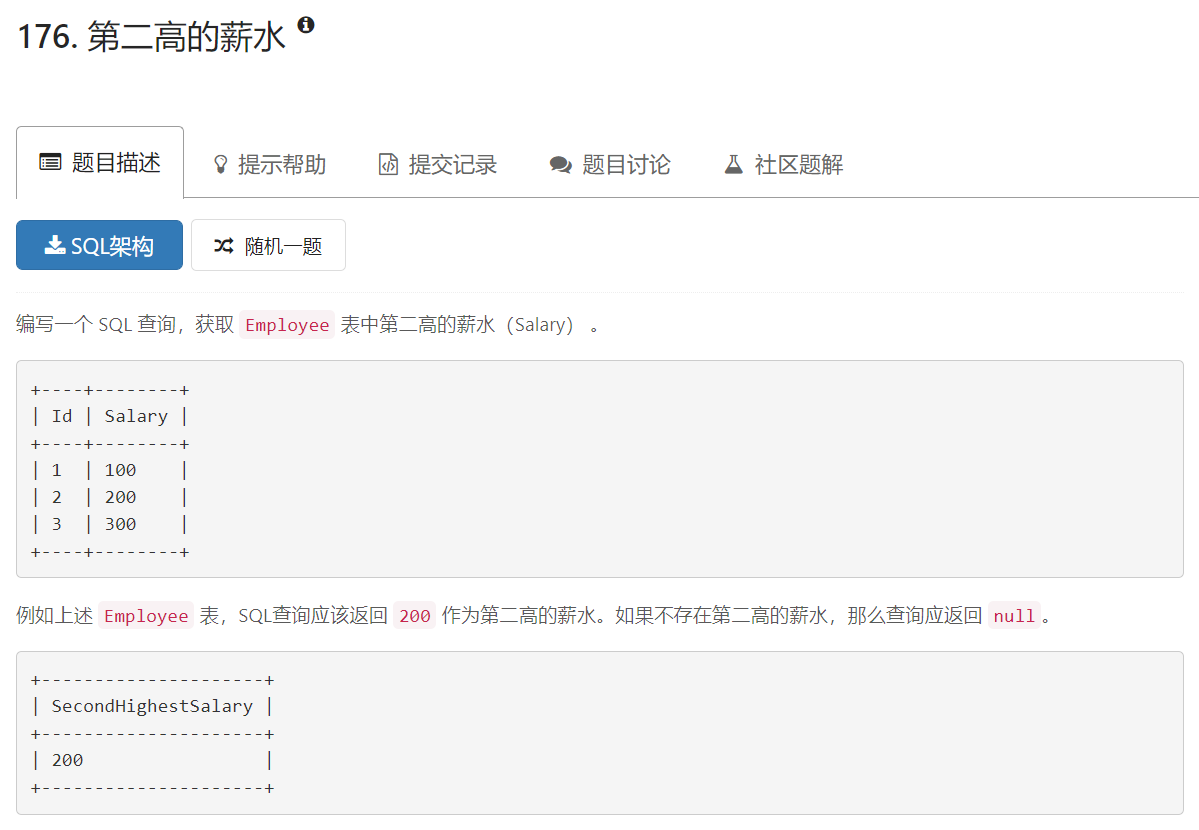 176. 第二高的薪水
题目描述 提示帮助 提交记录 题目讨论 社区题解
SQL架构 随机一题
编写一个 SQL 查询，获取 Employee 表中第二高的薪水（Salary） 。
+----+--------+
| Id | Salary |
+----+--------+
| 1  | 100    |
| 2  | 200    |
| 3  | 300    |
+----+--------+
例如上述 Employee 表，SQL查询应该返回 200 作为第二高的薪水。如果不存在第二高的薪水，那么查询应返回 null。
+---------------------+
| SecondHighestSalary |
+---------------------+
| 200                 |
+---------------------+